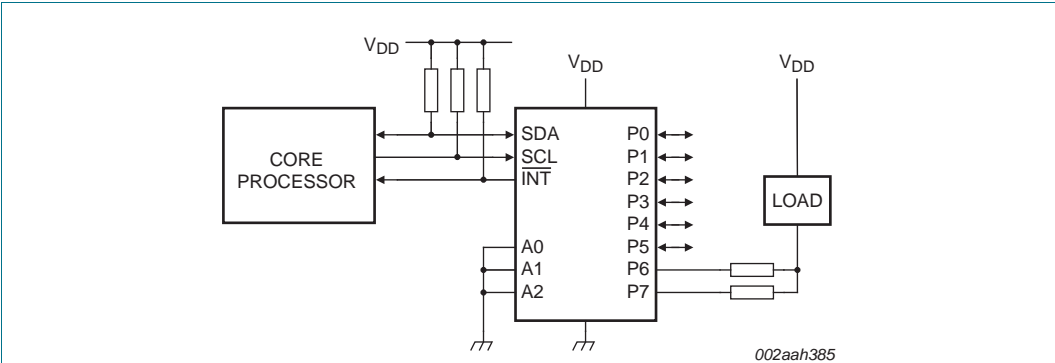 VDD
VDD
VDD
CORE
PROCESSOR
SDA
SCL
INT
A0
A1
A2
P0
P1
P2
P3
P4
P5
P6
P7
LOAD
002aah385